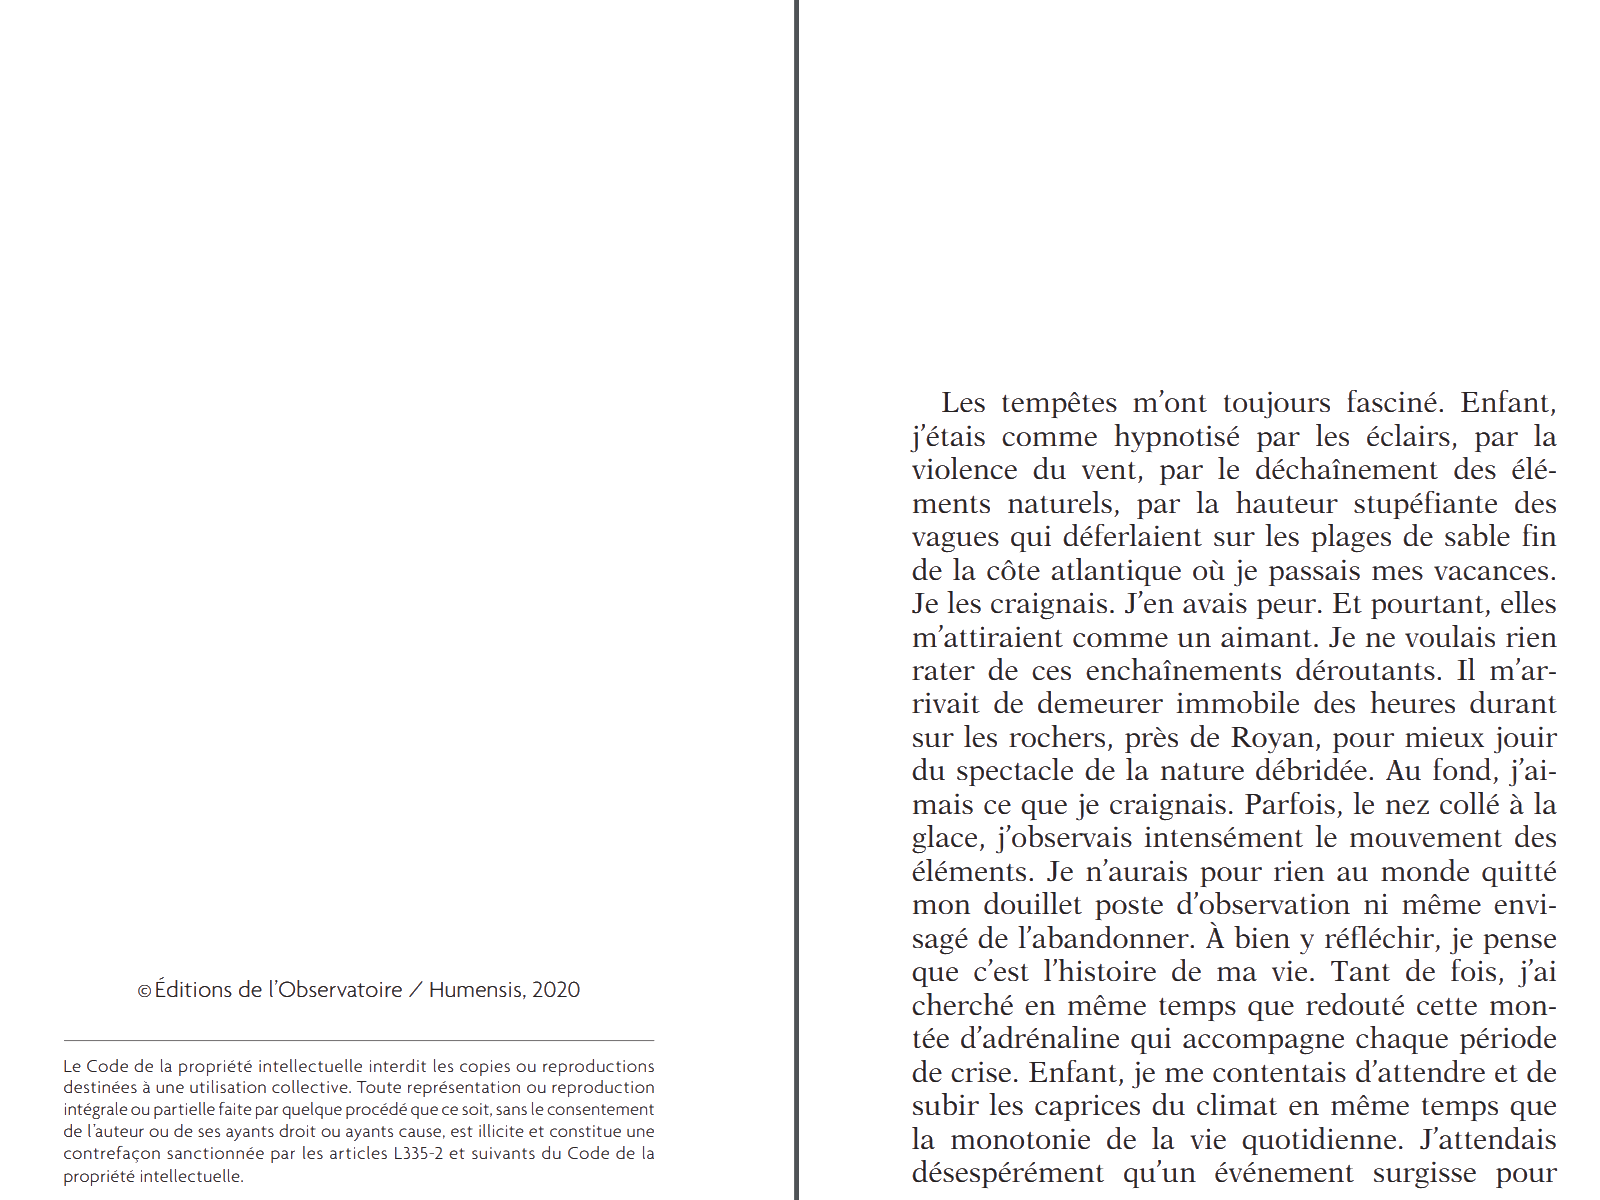 © Éditions de l’Observatoire / Humensis, 2020
Le Code de la propriété intellectuelle interdit les copies ou reproductions
destinées à une utilisation collective. Toute représentation ou reproduction
intégrale ou partielle faite par quelque procédé que ce soit, sans le consentement
de l’auteur ou de ses ayants droit ou ayants cause, est illicite et constitue une
contrefaçon sanctionnée par les articles L335-2 et suivants du Code de la
propriété intellectuelle.
Les tempêtes m’ont toujours fasciné. Enfant,
j’étais comme hypnotisé par les éclairs, par la
violence du vent, par le déchaînement des élé-
ments naturels, par la hauteur stupéfiante des
vagues qui déferlaient sur les plages de sable fin
de la côte atlantique où je passais mes vacances.
Je les craignais. J’en avais peur. Et pourtant, elles
m’attiraient comme un aimant. Je ne voulais rien
rater de ces enchaînements déroutants. Il m’ar-
rivait de demeurer immobile des heures durant
sur les rochers, près de Royan, pour mieux jouir
du spectacle de la nature débridée. Au fond, j’ai-
mais ce que je craignais. Parfois, le nez collé à la
glace, j’observais intensément le mouvement des
éléments. Je n’aurais pour rien au monde quitté
mon douillet poste d’observation ni même envi-
sagé de l’abandonner. À bien y réfléchir, je pense
que c’est l’histoire de ma vie. Tant de fois, j’ai
cherché en même temps que redouté cette mon-
tée d’adrénaline qui accompagne chaque période
de crise. Enfant, je me contentais d’attendre et de
subir les caprices du climat en même temps que
la monotonie de la vie quotidienne. J’attendais
désespérément qu’un événement surgisse pour